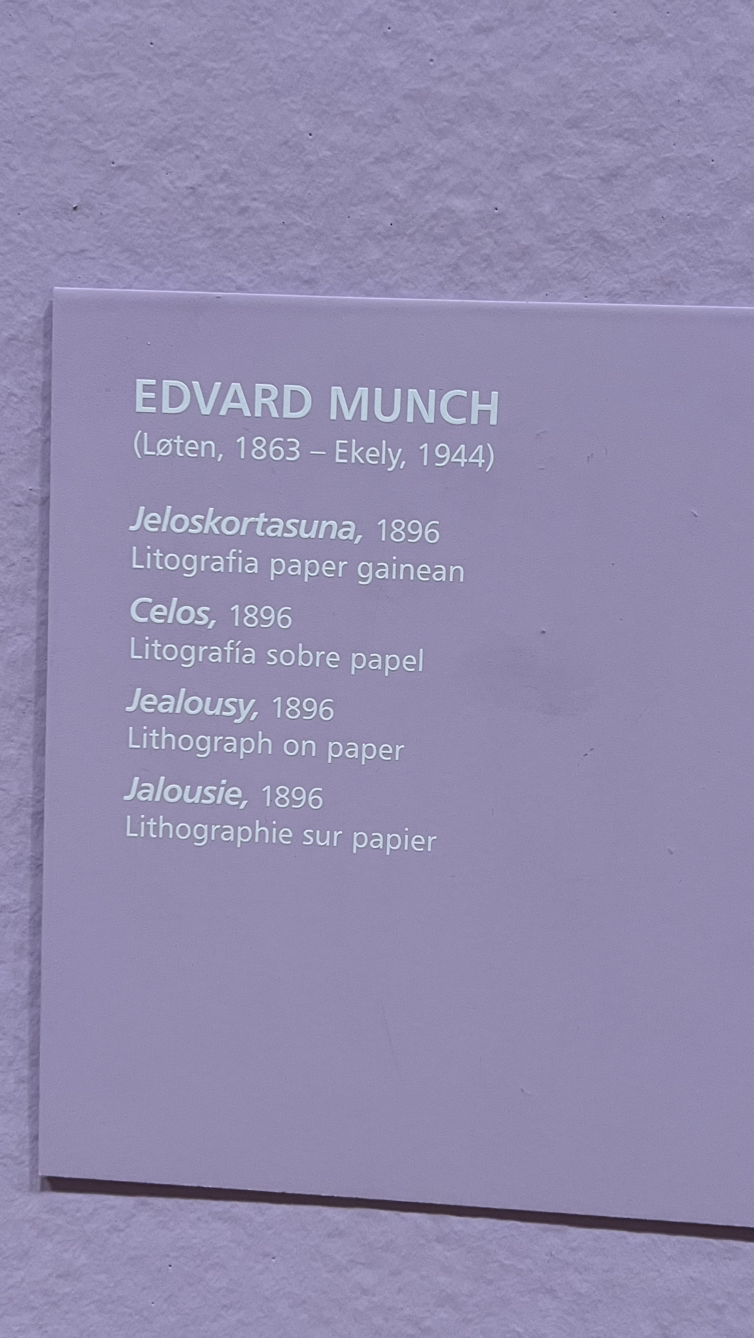 EDVARD MUNCH
(Løten, 1863 – Ekely, 1944)
Jeloskortasuna, 1896
Litografia paper gainean
Celos, 1896
Litografía sobre papel
Jealousy, 1896
Lithograph on paper
Jalousie, 1896
Lithographie sur papier